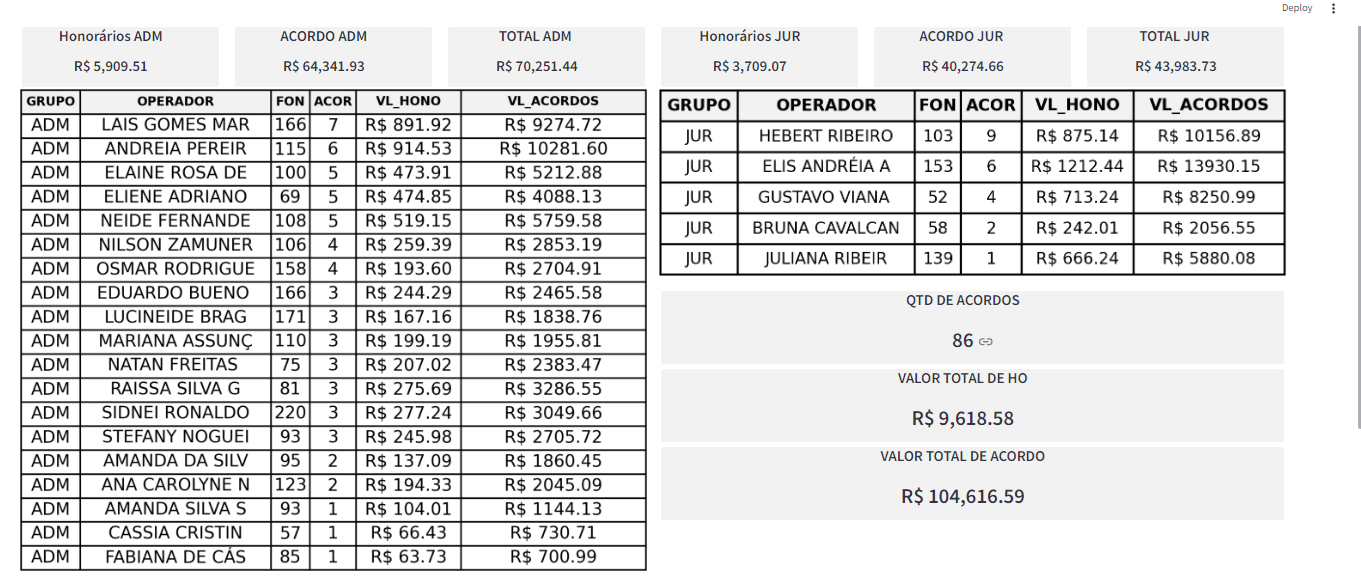 Deploy
Honorários ADM
R$ 5,909.51
ACORDO ADM
R$ 64,341.93
TOTAL ADM
R$ 70,251.44
Honorários JUR
R$ 3,709.07
ACORDO JUR
R$ 40,274.66
TOTAL JUR
R$ 43,983.73
GRUPO OPERADOR FON ACOR VL_HONO VL_ACORDOS
ADM LAIS GOMES MAR 166 7 R$ 891.92 R$ 9274.72
ADM ANDREIA PEREIR 115 6 R$ 914.53 R$ 10281.60
ADM ELAINE ROSA DE 100 5 R$ 473.91 R$ 5212.88
ADM ELIENE ADRIANO 69 5 R$ 474.85 R$ 4088.13
ADM NEIDE FERNANDE 108 5 R$ 519.15 R$ 5759.58
ADM NILSON ZAMUNER 106 4 R$ 259.39 R$ 2853.19
ADM OSMAR RODRIGUE 158 4 R$ 193.60 R$ 2704.91
ADM EDUARDO BUENO 166 3 R$ 244.29 R$ 2465.58
ADM LUCINEIDE BRAG 171 3 R$ 167.16 R$ 1838.76
ADM MARIANA ASSUNÇ 110 3 R$ 199.19 R$ 1955.81
ADM NATAN FREITAS 75 3 R$ 207.02 R$ 2383.47
ADM RAISSA SILVA G 81 3 R$ 275.69 R$ 3286.55
ADM SIDNEI RONALDO 220 3 R$ 277.24 R$ 3049.66
ADM STEFANY NOGUEI 93 3 R$ 245.98 R$ 2705.72
ADM AMANDA DA SILV 95 2 R$ 137.09 R$ 1860.45
ADM ANA CAROLYNE N 123 2 R$ 194.33 R$ 2045.09
ADM AMANDA SILVA S 93 1 R$ 104.01 R$ 1144.13
ADM CASSIA CRISTIN 57 1 R$ 66.43 R$ 730.71
ADM FABIANA DE CÁS 85 1 R$ 63.73 R$ 700.99
GRUPO OPERADOR FON ACOR VL_HONO VL_ACORDOS
JUR HEBERT RIBEIRO 103 9 R$ 875.14 R$ 10156.89
JUR ELIS ANDRÉIA A 153 6 R$ 1212.44 R$ 13930.15
JUR GUSTAVO VIANA 52 4 R$ 713.24 R$ 8250.99
JUR BRUNA CAVALCAN 58 2 R$ 242.01 R$ 2056.55
JUR JULIANA RIBEIR 139 1 R$ 666.24 R$ 5880.08
QTD DE ACORDOS
86
VALOR TOTAL DE HO
R$ 9,618.58
VALOR TOTAL DE ACORDO
R$ 104,616.59